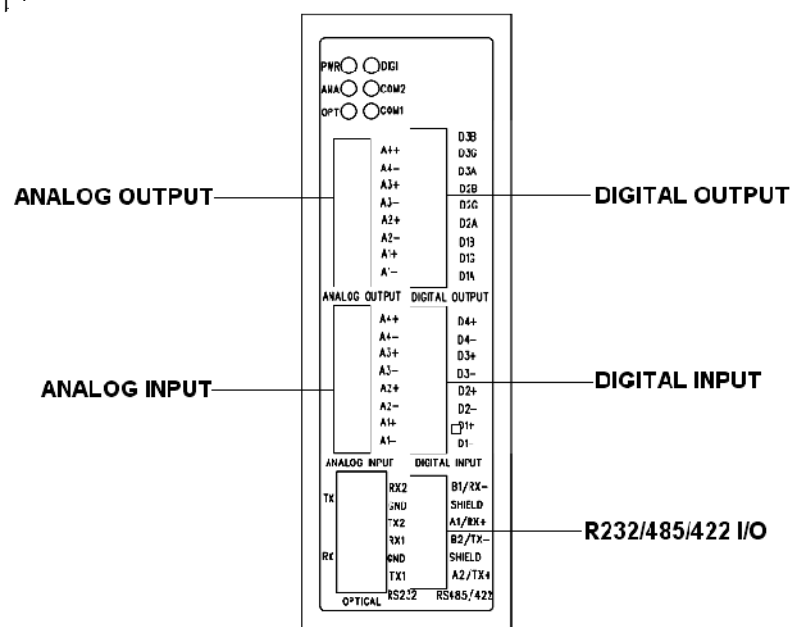 PWR DIGI
ANA COM2
OPT COM1
ANALOG OUTPUT
A4+
A4-
A3+
A3-
A2+
A2-
A1+
A1-
ANALOG OUTPUT
D3B
D3G
D3A
D2B
D2G
D2A
D1B
D1G
D1A
DIGITAL OUTPUT
DIGITAL OUTPUT
ANALOG INPUT
A4+
A4-
A3+
A3-
A2+
A2-
A1+
A1-
ANALOG INPUT
D4+
D4-
D3+
D3-
D2+
D2-
D1+
D1-
DIGITAL INPUT
DIGITAL INPUT
TX
RX
RX2
GND
TX2
RX1
GND
TX1
OPTICAL
RS232
B1/RX-
SHIELD
A1/RX+
B2/TX-
SHIELD
A2/TX+
RS485/422
R232/485/422 I/O